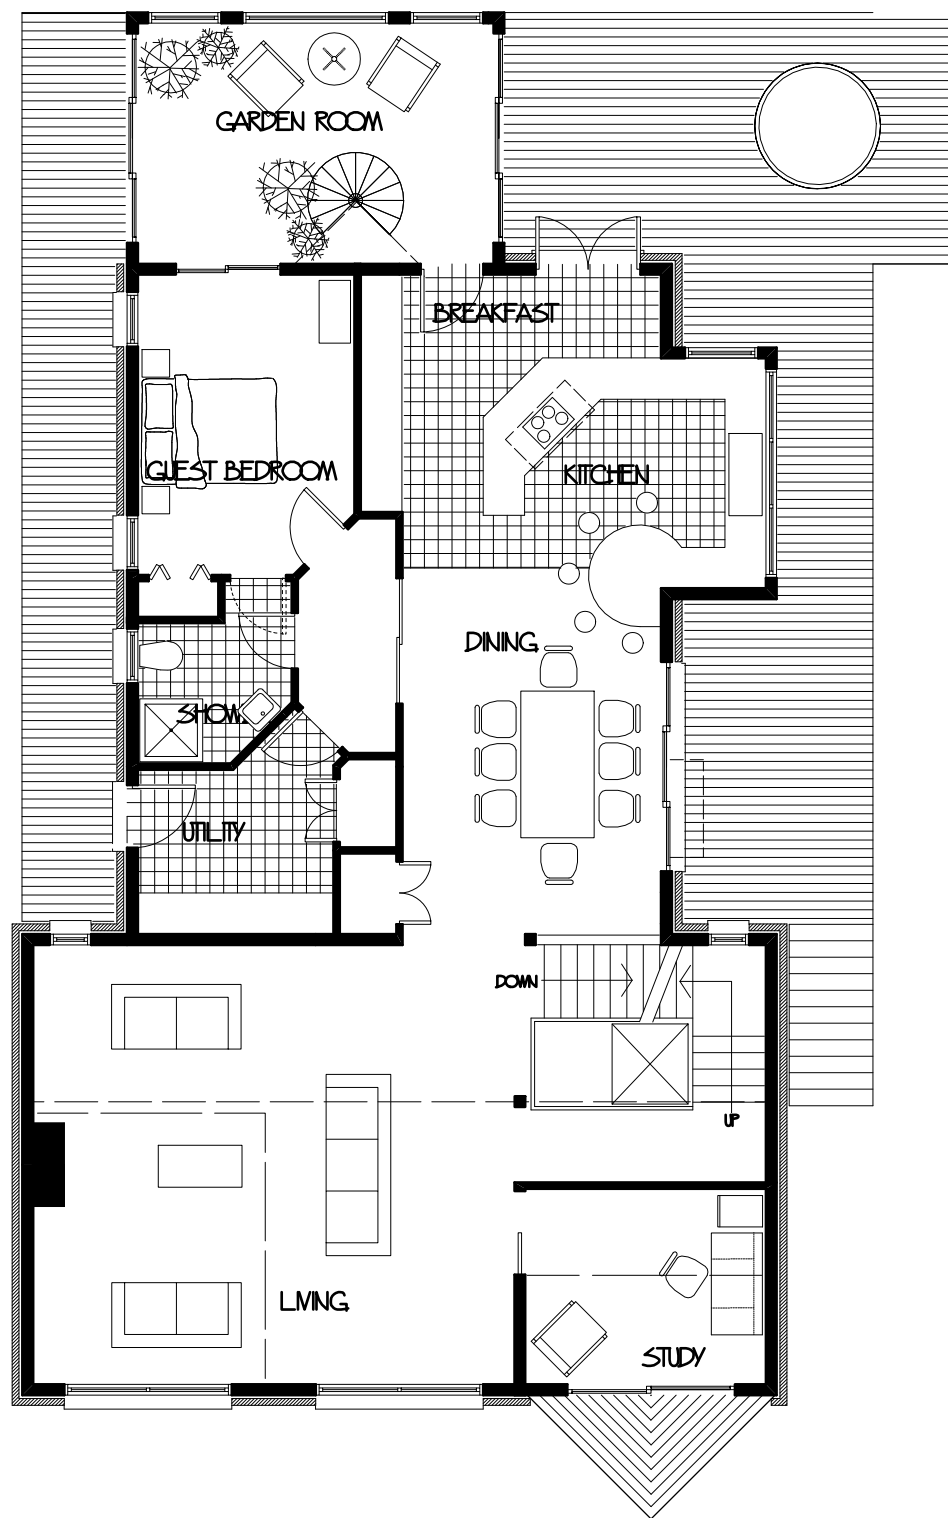 GARDEN ROOM
BREAKFAST
GUEST BEDROOM
KITCHEN
DINING
SHOW.
UTILITY
DOWN
UP
LIVING
STUDY